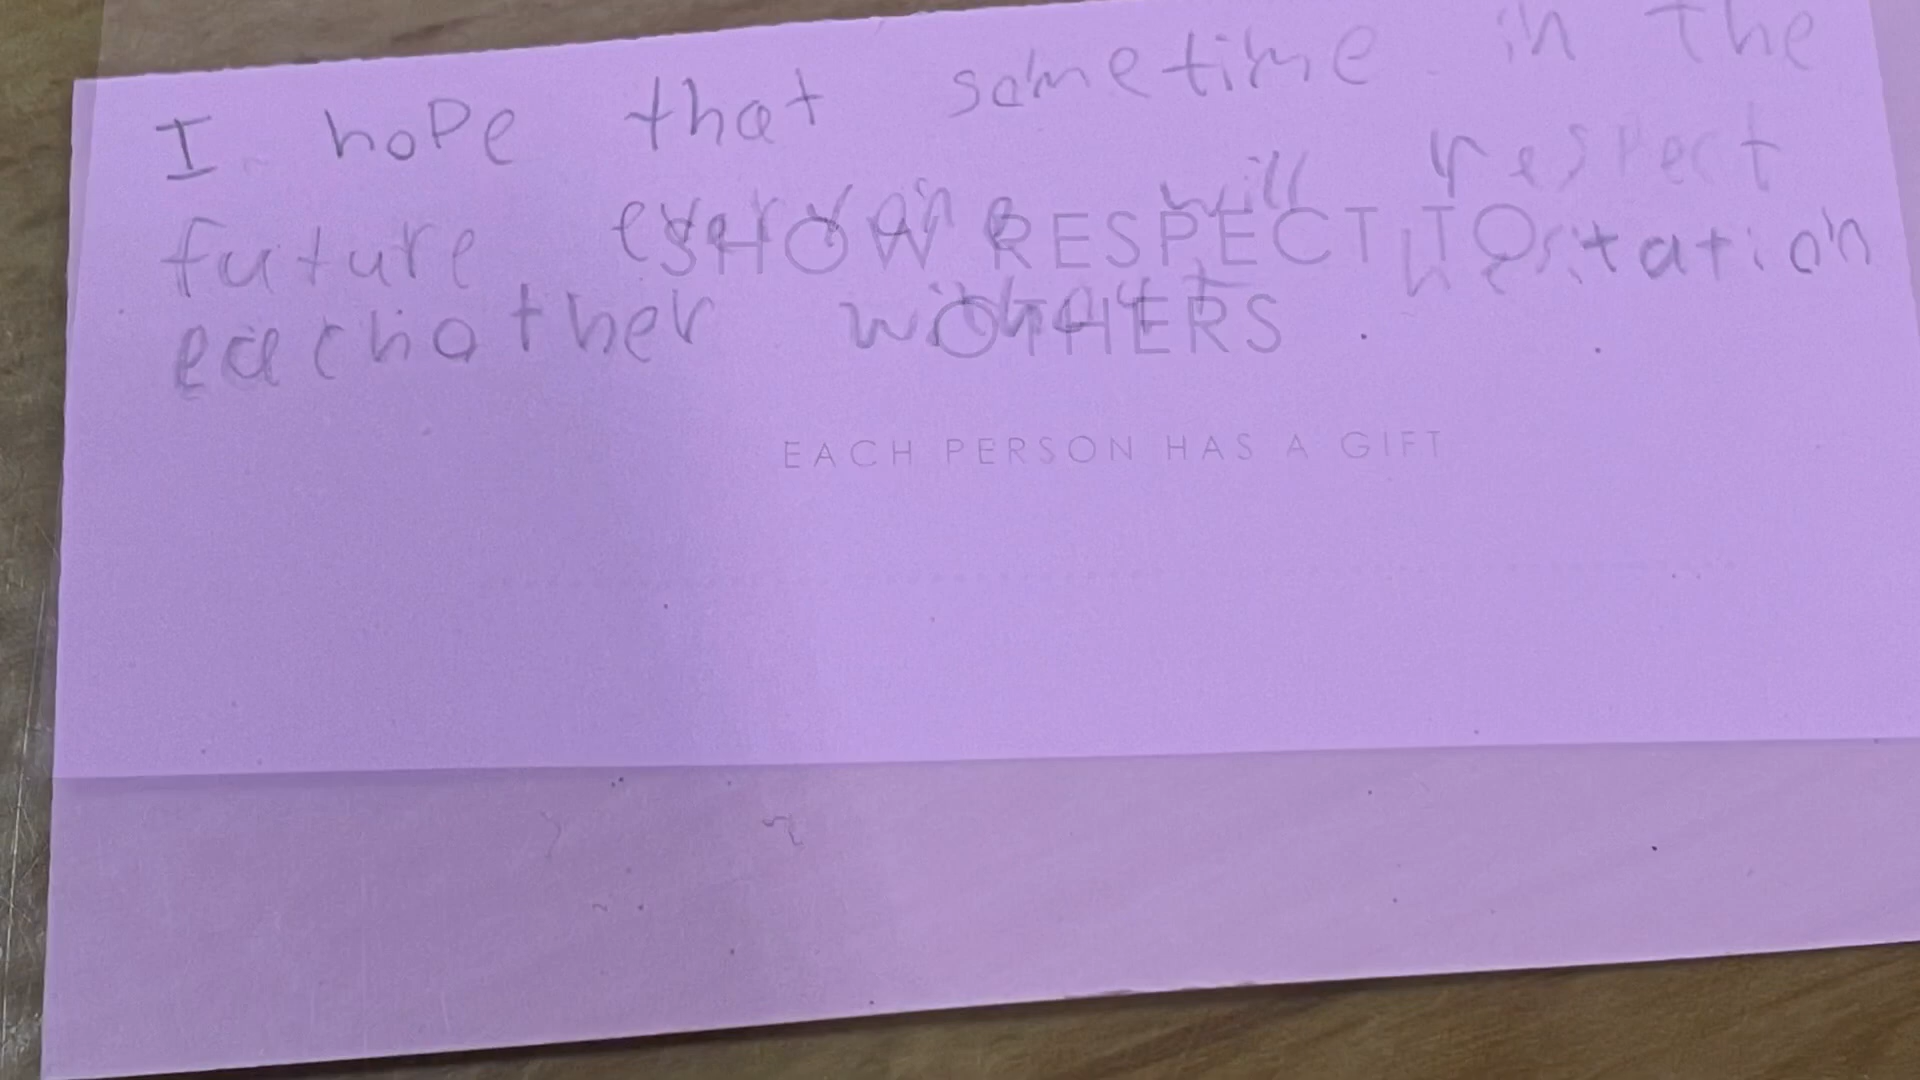 I hope that sometime in the
future everyone will respect
eachother without hesitation
SHOW RESPECT TO
OTHERS
EACH PERSON HAS A GIFT